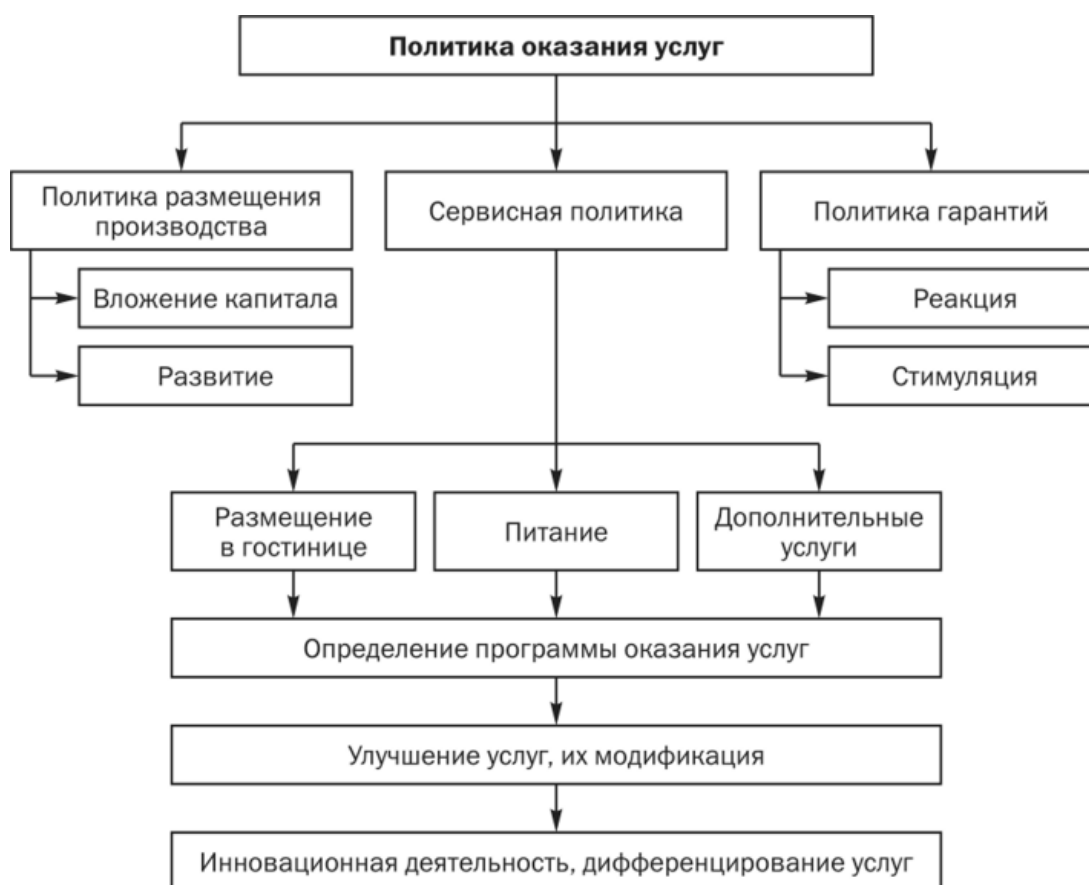 Политика оказания услуг
Политика размещения
производства
Сервисная политика
Политика гарантий
Вложение капитала
Развитие
Реакция
Стимуляция
Размещение
в гостинице
Питание
Дополнительные
услуги
Определение программы оказания услуг
Улучшение услуг, их модификация
Инновационная деятельность, дифференцирование услуг